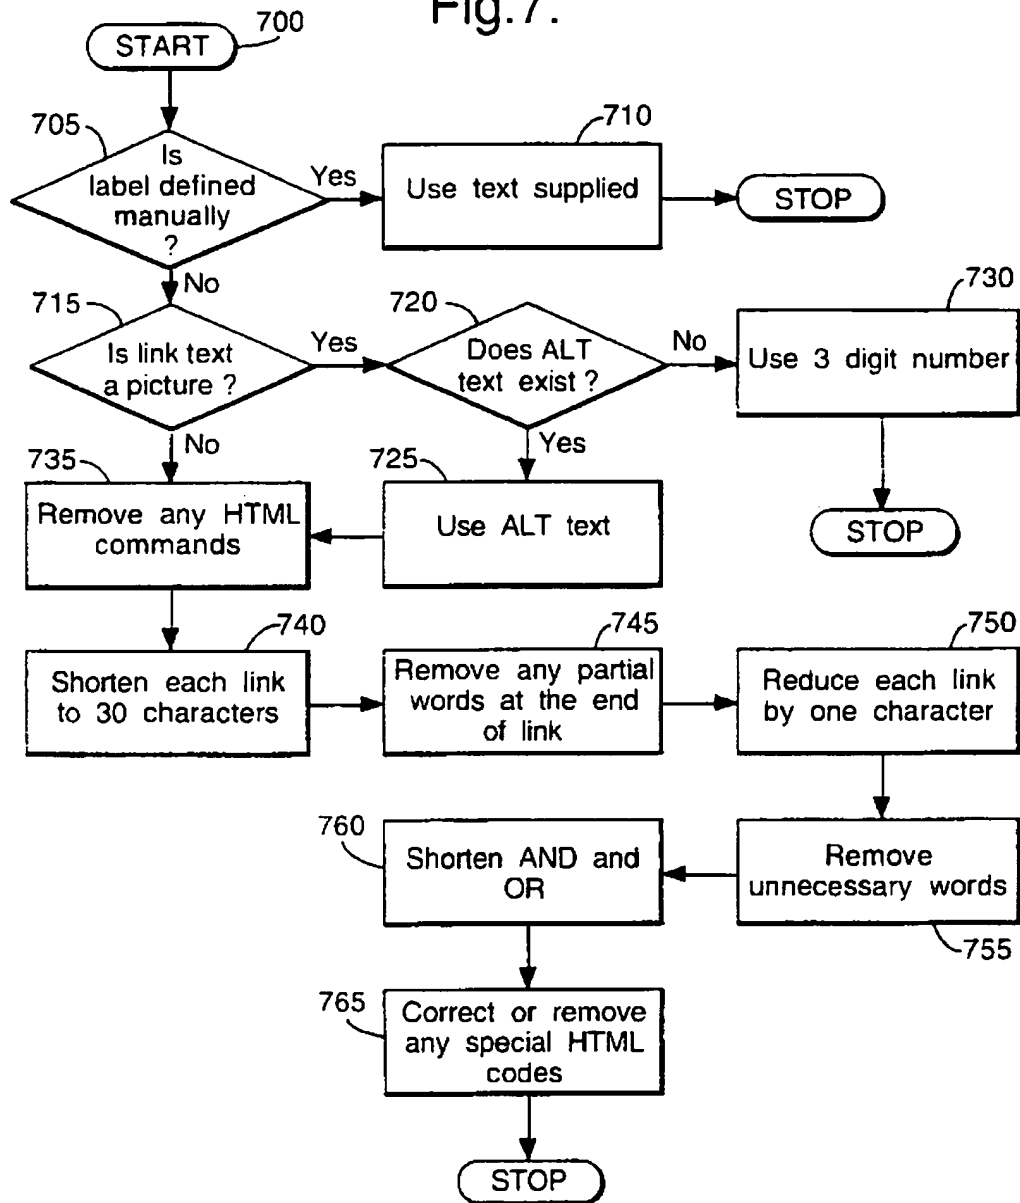 Fig.7.
START
700
705
Is
label defined
manually
?
Yes
710
Use text supplied
STOP
No
715
Is link text
a picture ?
Yes
720
Does ALT
text exist ?
No
730
Use 3 digit number
STOP
Yes
725
Use ALT text
No
735
Remove any HTML
commands
740
Shorten each link
to 30 characters
745
Remove any partial
words at the end
of link
750
Reduce each link
by one character
Remove
unnecessary words
755
760
Shorten AND and
OR
765
Correct or remove
any special HTML
codes
STOP